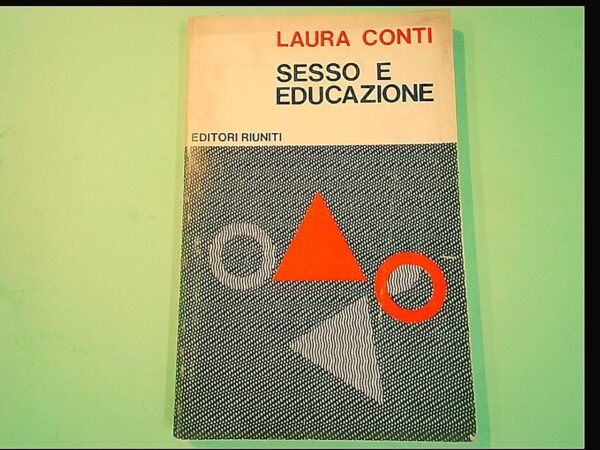 LAURA CONTI
SESSO E
EDUCAZIONE
EDITORI RIUNITI